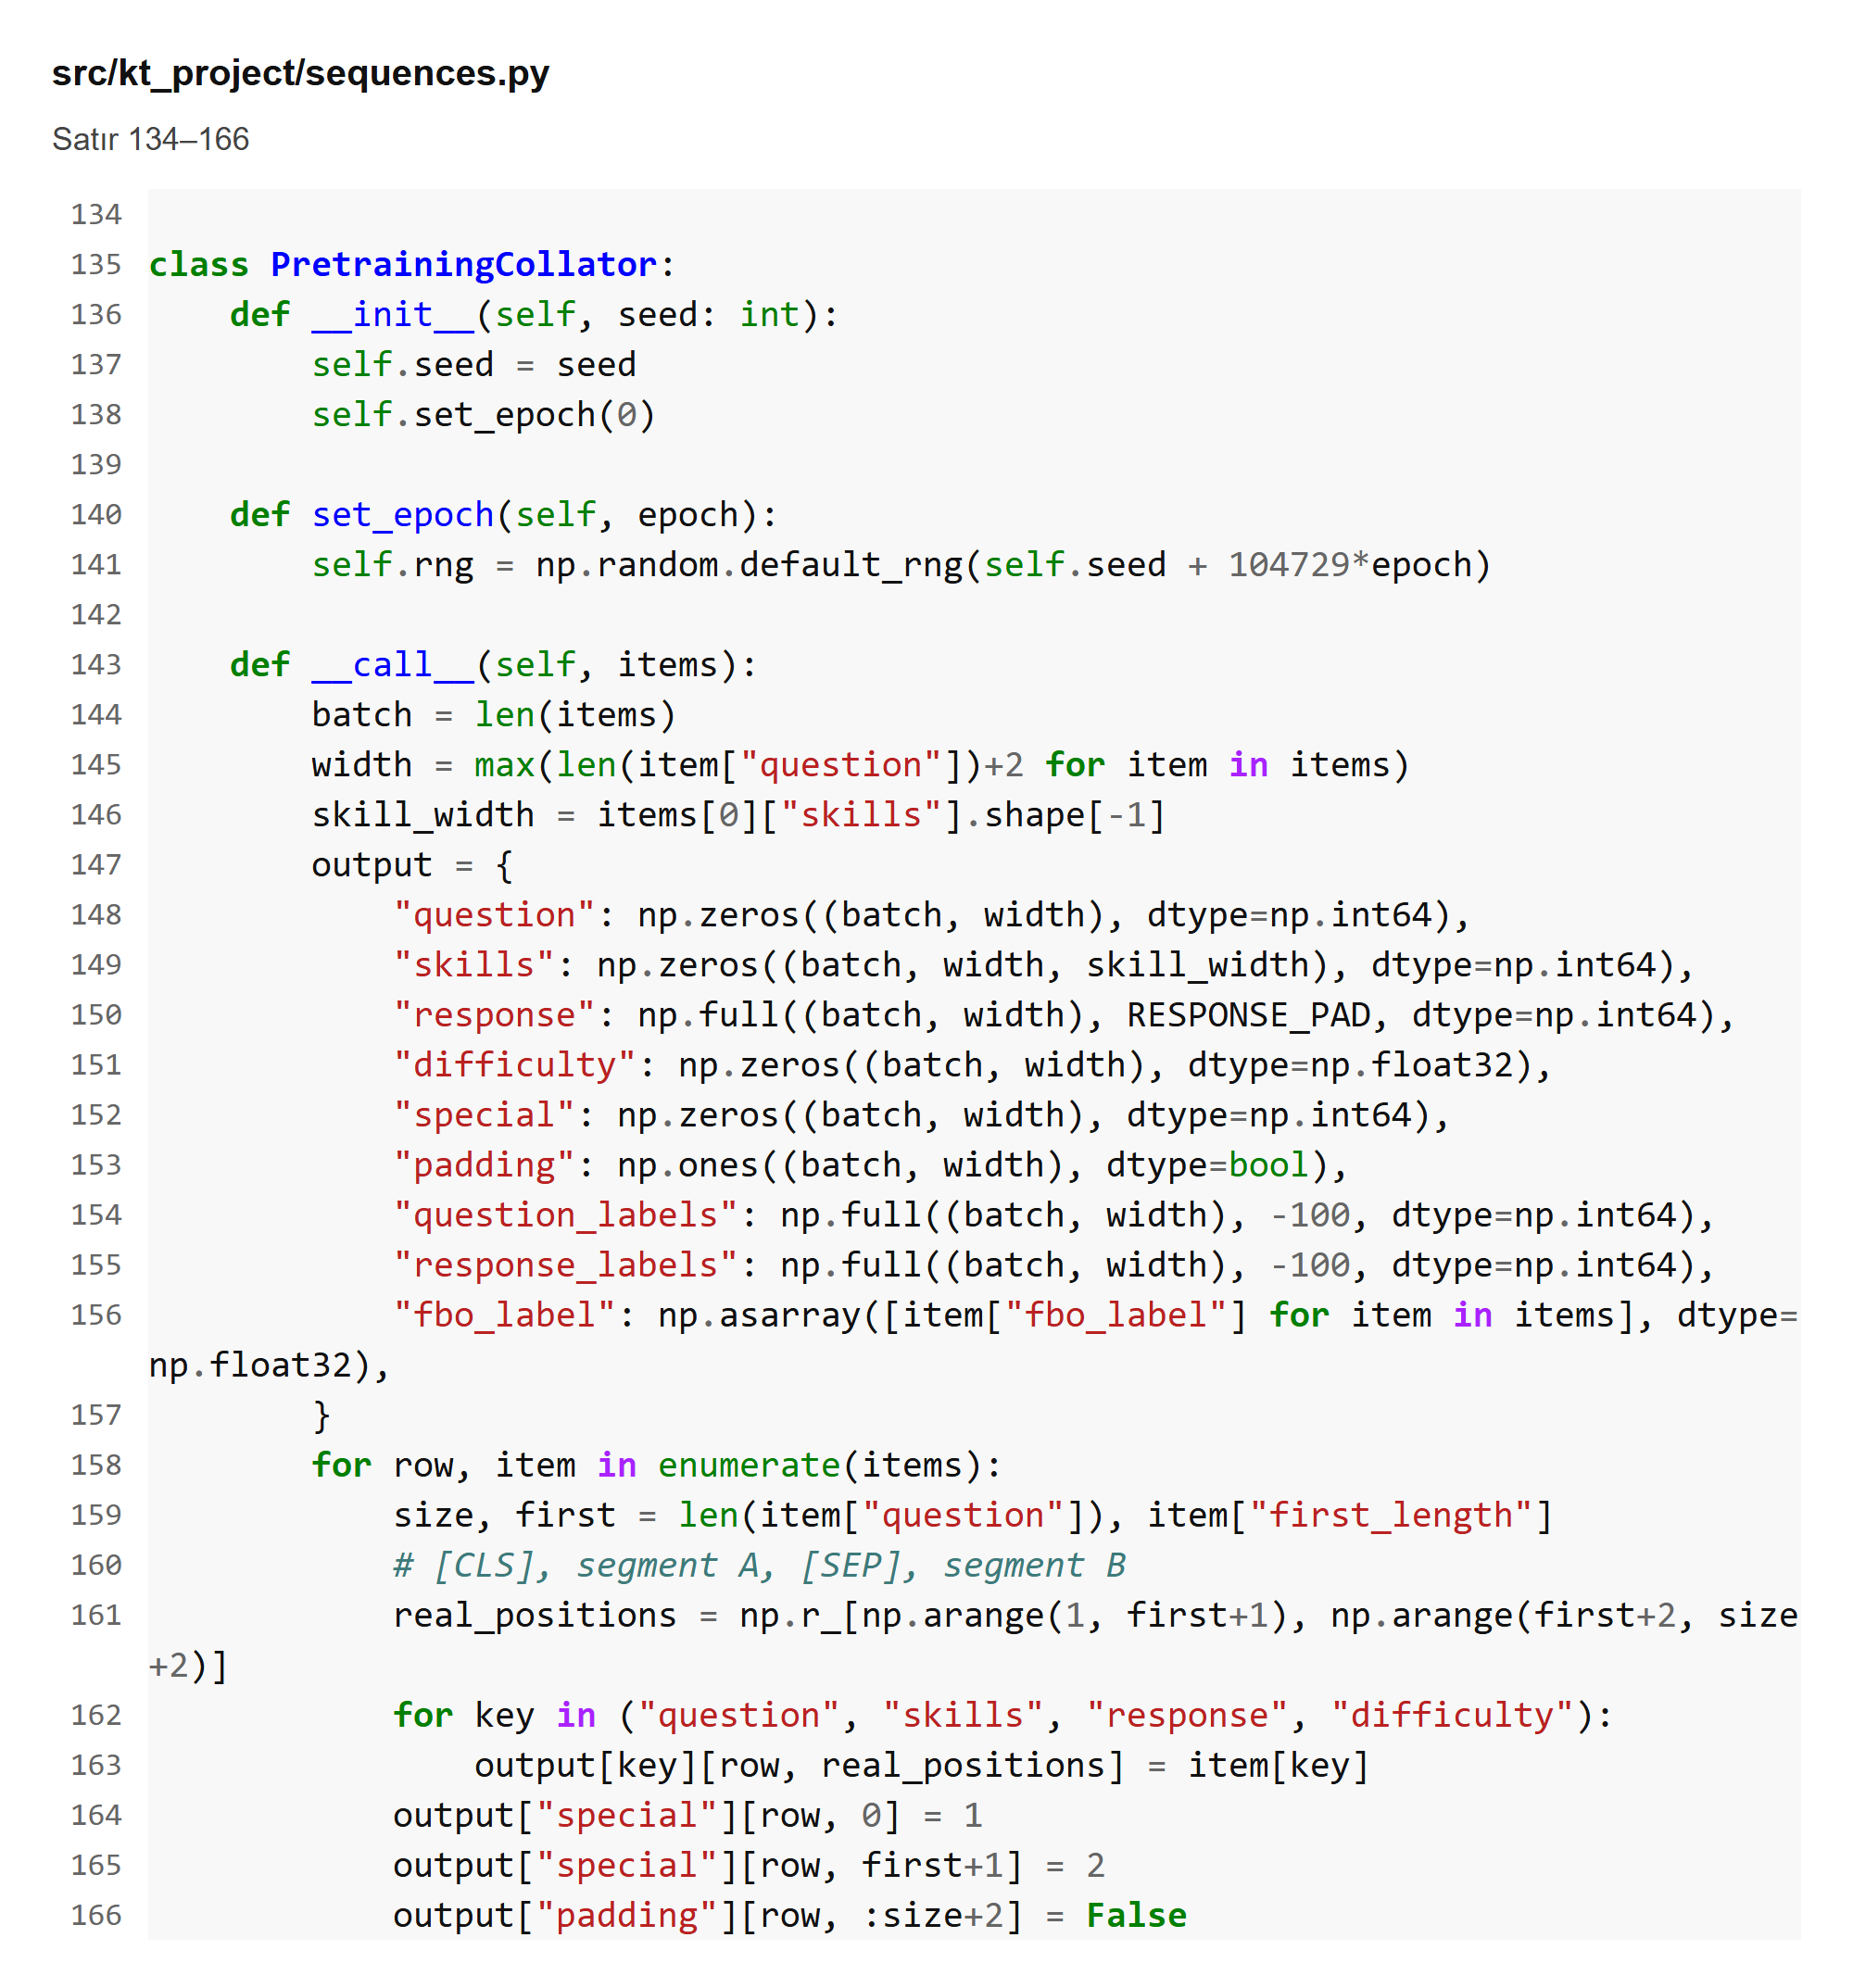 src/kt_project/sequences.py
Satır 134–166
134
135 class PretrainingCollator:
136     def __init__(self, seed: int):
137         self.seed = seed
138         self.set_epoch(0)
139
140     def set_epoch(self, epoch):
141         self.rng = np.random.default_rng(self.seed + 104729*epoch)
142
143     def __call__(self, items):
144         batch = len(items)
145         width = max(len(item["question"])+2 for item in items)
146         skill_width = items[0]["skills"].shape[-1]
147         output = {
148             "question": np.zeros((batch, width), dtype=np.int64),
149             "skills": np.zeros((batch, width, skill_width), dtype=np.int64),
150             "response": np.full((batch, width), RESPONSE_PAD, dtype=np.int64),
151             "difficulty": np.zeros((batch, width), dtype=np.float32),
152             "special": np.zeros((batch, width), dtype=np.int64),
153             "padding": np.ones((batch, width), dtype=bool),
154             "question_labels": np.full((batch, width), -100, dtype=np.int64),
155             "response_labels": np.full((batch, width), -100, dtype=np.int64),
156             "fbo_label": np.asarray([item["fbo_label"] for item in items], dtype=
np.float32),
157         }
158         for row, item in enumerate(items):
159             size, first = len(item["question"]), item["first_length"]
160             # [CLS], segment A, [SEP], segment B
161             real_positions = np.r_[np.arange(1, first+1), np.arange(first+2, size
+2)]
162             for key in ("question", "skills", "response", "difficulty"):
163                 output[key][row, real_positions] = item[key]
164             output["special"][row, 0] = 1
165             output["special"][row, first+1] = 2
166             output["padding"][row, :size+2] = False